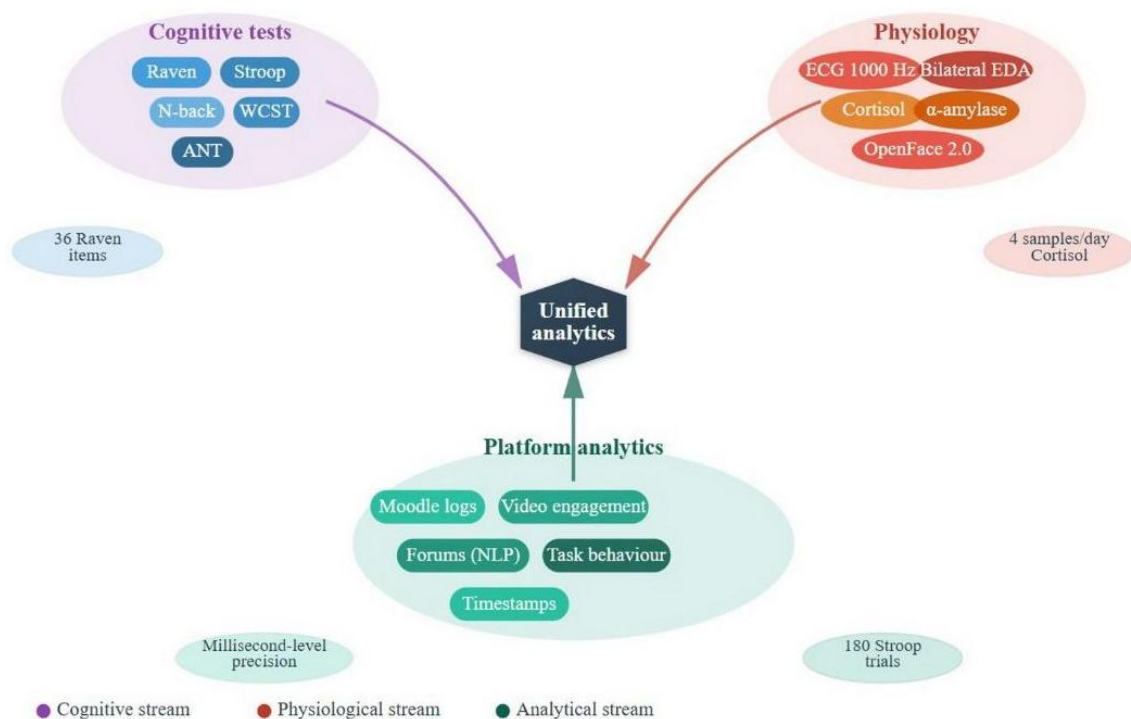 Cognitive tests
Raven
Stroop
N-back
WCST
ANT
Physiology
ECG 1000 Hz
Bilateral EDA
Cortisol
α-amylase
OpenFace 2.0
36 Raven
items
4 samples/day
Cortisol
Unified
analytics
Platform analytics
Moodle logs
Video engagement
Forums (NLP)
Task behaviour
Timestamps
Millisecond-level
precision
180 Stroop
trials
Cognitive stream
Physiological stream
Analytical stream